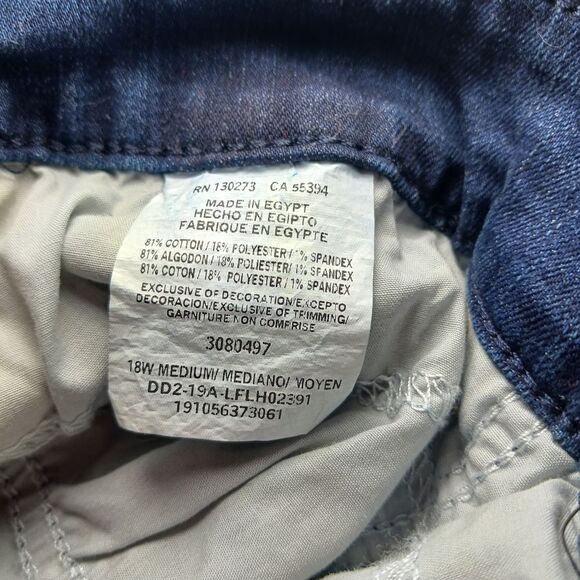 RN 130273 CA 55394
MADE IN EGYPT
HECHO EN EGIPTO
FABRIQUE EN EGYPTE
81% COTTON / 18% POLYESTER / 1% SPANDEX
81% ALGODON / 18% POLIESTER/ 1% SPANDEX
81% COTON / 18% POLYESTER / 1% SPANDEX
EXCLUSIVE OF DECORATION/EXCEPTO
DECORACION/EXCLUSIVE OF TRIMMING/
GARNITURE NON COMPRISE
3080497
18W MEDIUM/ MEDIANO/ MOYEN
DD2-19A-LFLH02391
191056373061